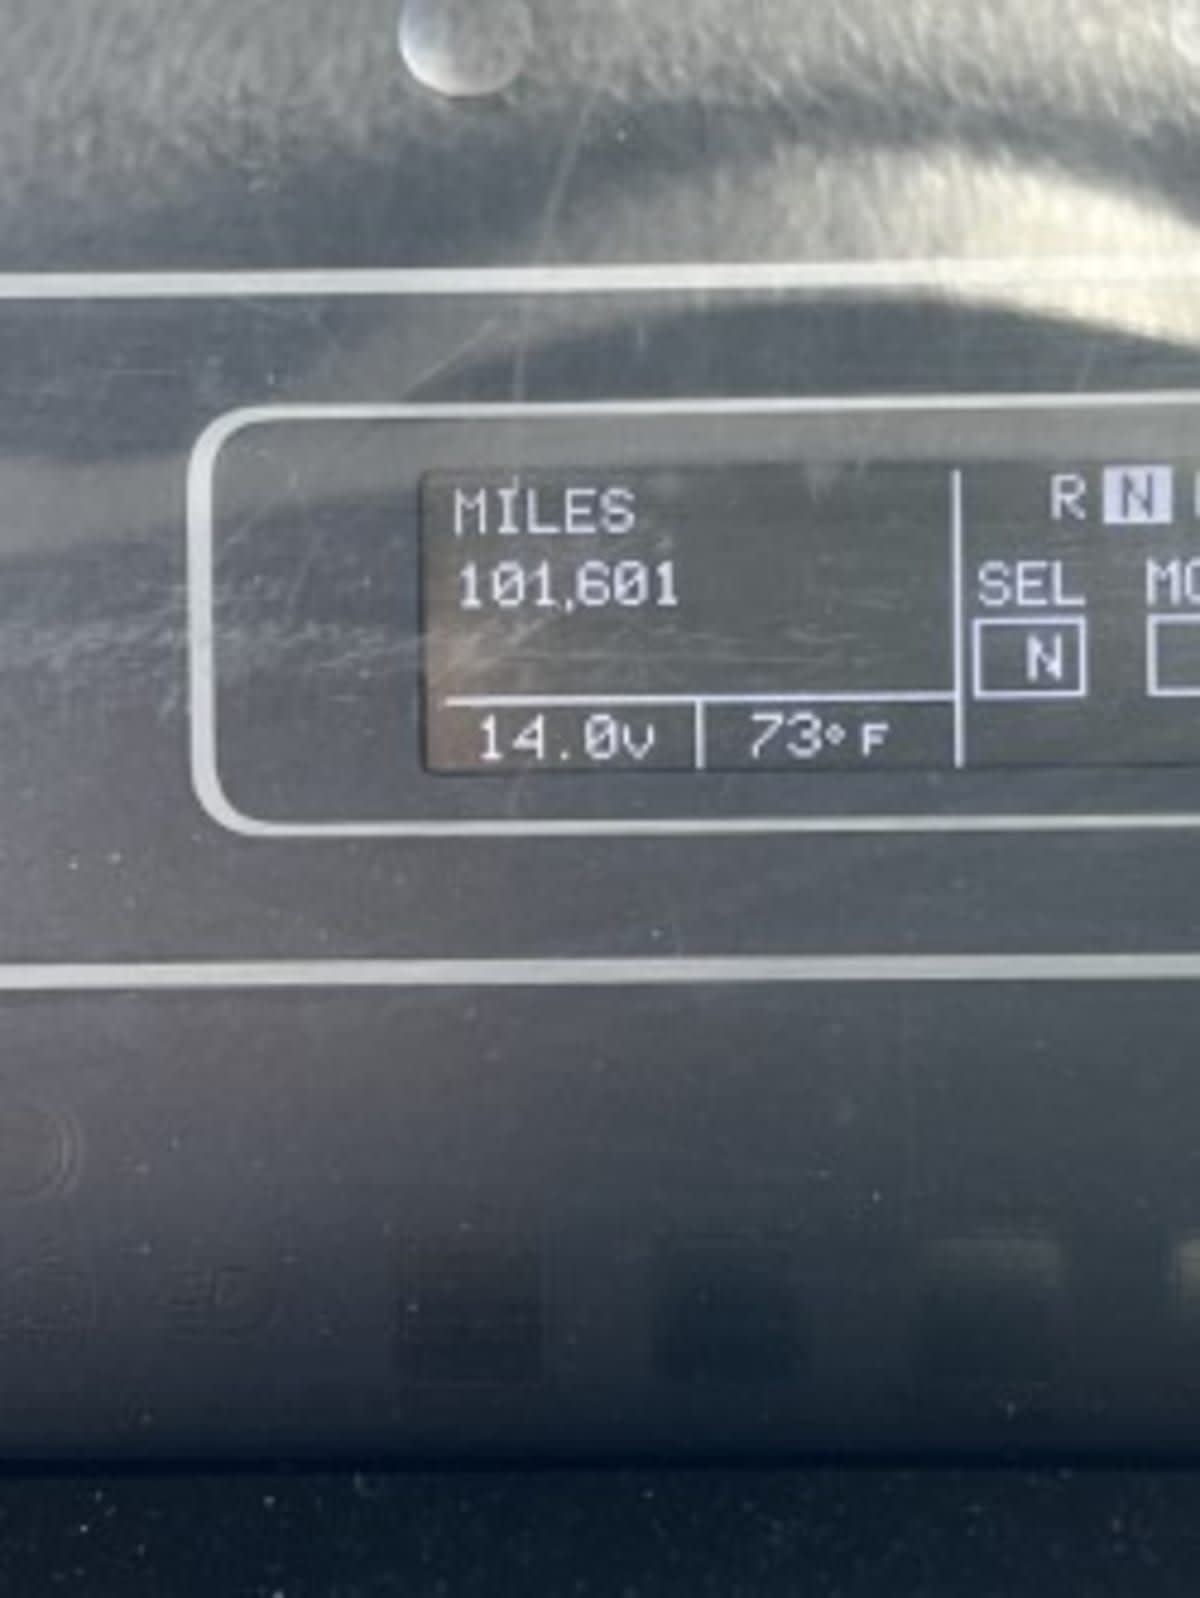 MILES
101,601
14.0V
73° F
R N
SEL
N